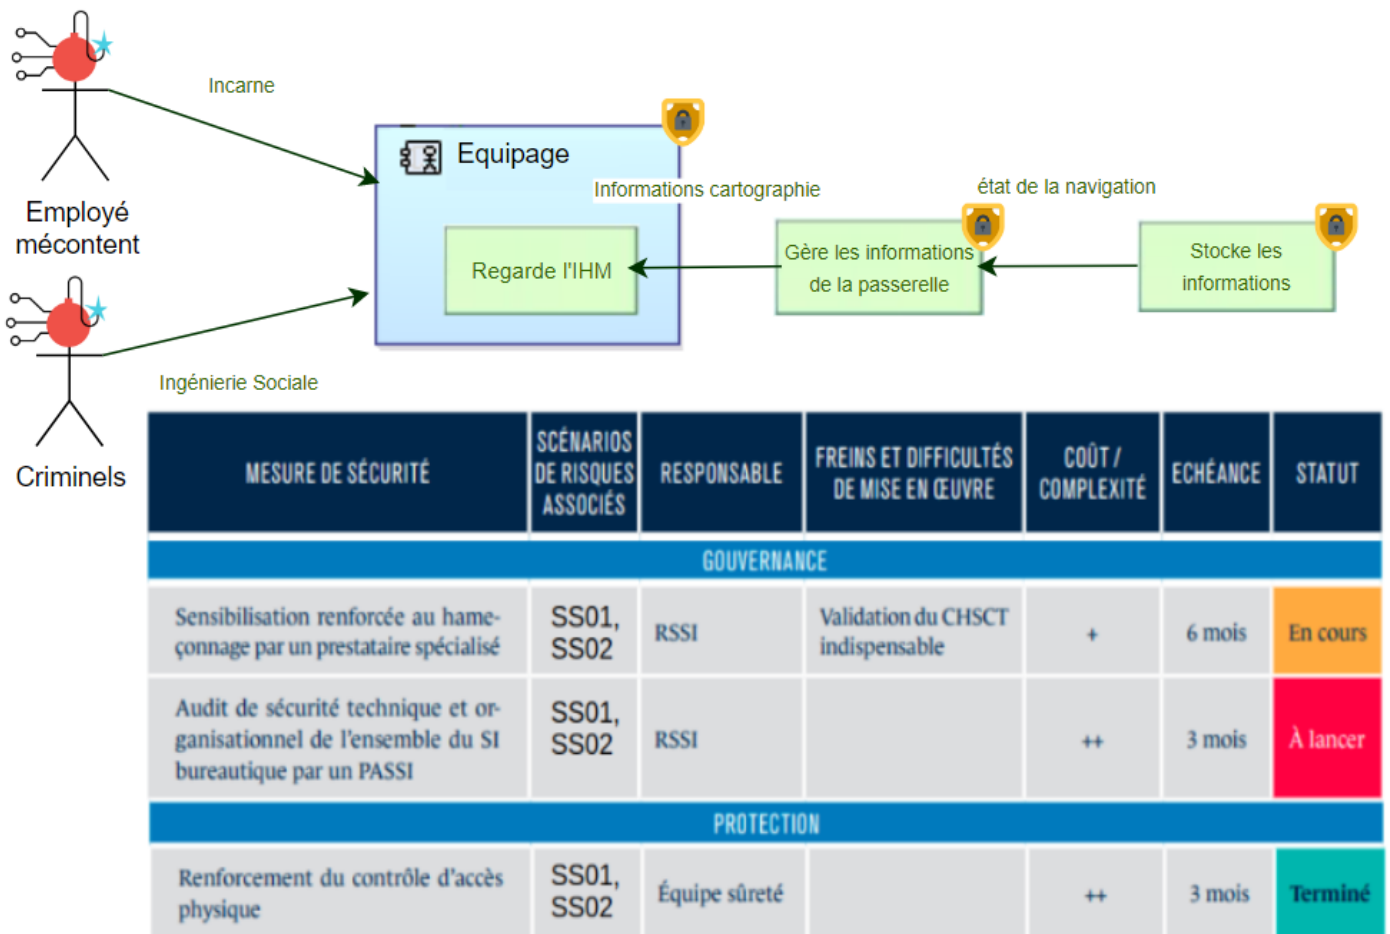 Incarne
Equipage
Employé
mécontent
Informations cartographie
état de la navigation
Regarde l'IHM
Gère les informations
de la passerelle
Stocke les
informations
Ingénierie Sociale
Criminels
MESURE DE SÉCURITÉ
SCÉNARIOS
DE RISQUES
ASSOCIÉS
RESPONSABLE
FREINS ET DIFFICULTÉS
DE MISE EN ŒUVRE
COÛT /
COMPLEXITÉ
ECHÉANCE
STATUT
GOUVERNANCE
Sensibilisation renforcée au hame-
çonnage par un prestataire spécialisé
SS01,
SS02
RSSI
Validation du CHSCT
indispensable
+
6 mois
En cours
Audit de sécurité technique et or-
ganisationnel de l'ensemble du SI
bureautique par un PASSI
SS01,
SS02
RSSI
++
3 mois
À lancer
PROTECTION
Renforcement du contrôle d'accès
physique
SS01,
SS02
Équipe sûreté
++
3 mois
Terminé